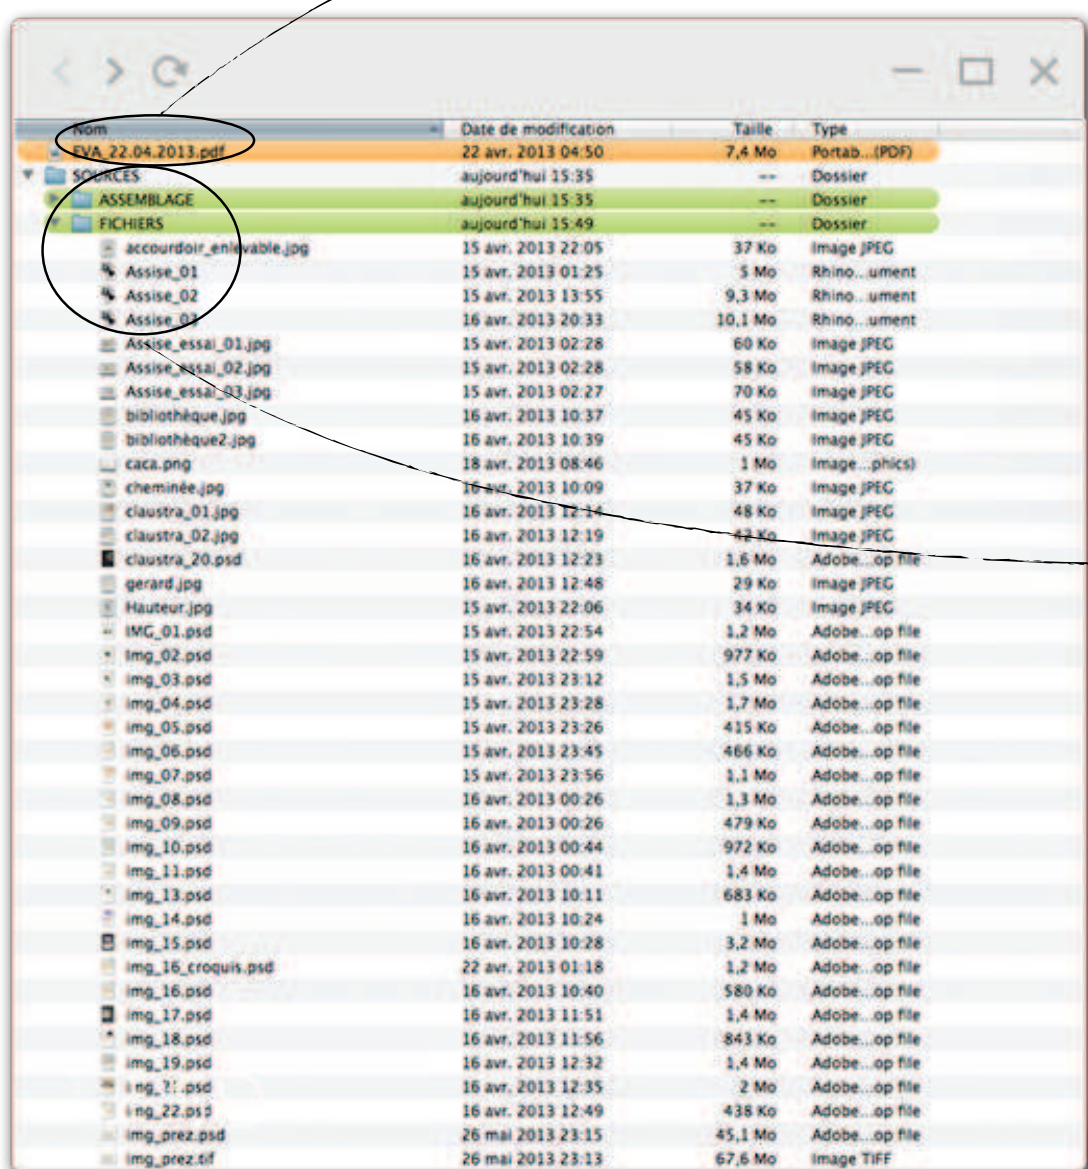 Nom Date de modification Taille Type
EVA_22.04.2013.pdf 22 avr. 2013 04:50 7,4 Mo Portab...(PDF)
SOURCES aujourd'hui 15:35 -- Dossier
ASSEMBLAGE aujourd'hui 15:35 -- Dossier
FICHIERS aujourd'hui 15:49 -- Dossier
accourdoir_enlevable.jpg 15 avr. 2013 22:05 37 Ko Image JPEG
Assise_01 15 avr. 2013 01:25 5 Mo Rhino...ument
Assise_02 15 avr. 2013 13:55 9,3 Mo Rhino...ument
Assise_03 16 avr. 2013 20:33 10,1 Mo Rhino...ument
Assise_essai_01.jpg 15 avr. 2013 02:28 60 Ko Image JPEG
Assise_essai_02.jpg 15 avr. 2013 02:28 58 Ko Image JPEG
Assise_essai_03.jpg 15 avr. 2013 02:27 70 Ko Image JPEG
bibliothèque.jpg 16 avr. 2013 10:37 45 Ko Image JPEG
bibliothèque2.jpg 16 avr. 2013 10:39 45 Ko Image JPEG
caca.png 18 avr. 2013 08:46 1 Mo Image...phics)
cheminée.jpg 16 avr. 2013 10:09 37 Ko Image JPEG
claustra_01.jpg 16 avr. 2013 12:14 48 Ko Image JPEG
claustra_02.jpg 16 avr. 2013 12:19 42 Ko Image JPEG
claustra_20.psd 16 avr. 2013 12:23 1,6 Mo Adobe...op file
gerard.jpg 16 avr. 2013 12:48 29 Ko Image JPEG
Hauteur.jpg 15 avr. 2013 22:06 34 Ko Image JPEG
IMG_01.psd 15 avr. 2013 22:54 1,2 Mo Adobe...op file
Img_02.psd 15 avr. 2013 22:59 977 Ko Adobe...op file
img_03.psd 15 avr. 2013 23:12 1,5 Mo Adobe...op file
img_04.psd 15 avr. 2013 23:28 1,7 Mo Adobe...op file
img_05.psd 15 avr. 2013 23:26 415 Ko Adobe...op file
img_06.psd 15 avr. 2013 23:45 466 Ko Adobe...op file
img_07.psd 15 avr. 2013 23:56 1,1 Mo Adobe...op file
img_08.psd 16 avr. 2013 00:26 1,3 Mo Adobe...op file
img_09.psd 16 avr. 2013 00:26 479 Ko Adobe...op file
img_10.psd 16 avr. 2013 00:44 972 Ko Adobe...op file
img_11.psd 16 avr. 2013 00:41 1,4 Mo Adobe...op file
img_13.psd 16 avr. 2013 10:11 683 Ko Adobe...op file
img_14.psd 16 avr. 2013 10:24 1 Mo Adobe...op file
img_15.psd 16 avr. 2013 10:28 3,2 Mo Adobe...op file
img_16_croquis.psd 22 avr. 2013 01:18 1,2 Mo Adobe...op file
img_16.psd 16 avr. 2013 10:40 580 Ko Adobe...op file
img_17.psd 16 avr. 2013 11:51 1,4 Mo Adobe...op file
img_18.psd 16 avr. 2013 11:56 843 Ko Adobe...op file
img_19.psd 16 avr. 2013 12:32 1,4 Mo Adobe...op file
16 avr. 2013 12:35 2 Mo Adobe...op file
img_22.psd 16 avr. 2013 12:49 438 Ko Adobe...op file
img_prez.psd 26 mai 2013 23:15 45,1 Mo Adobe...op file
img_prez.tif 26 mai 2013 23:13 67,6 Mo Image TIFF